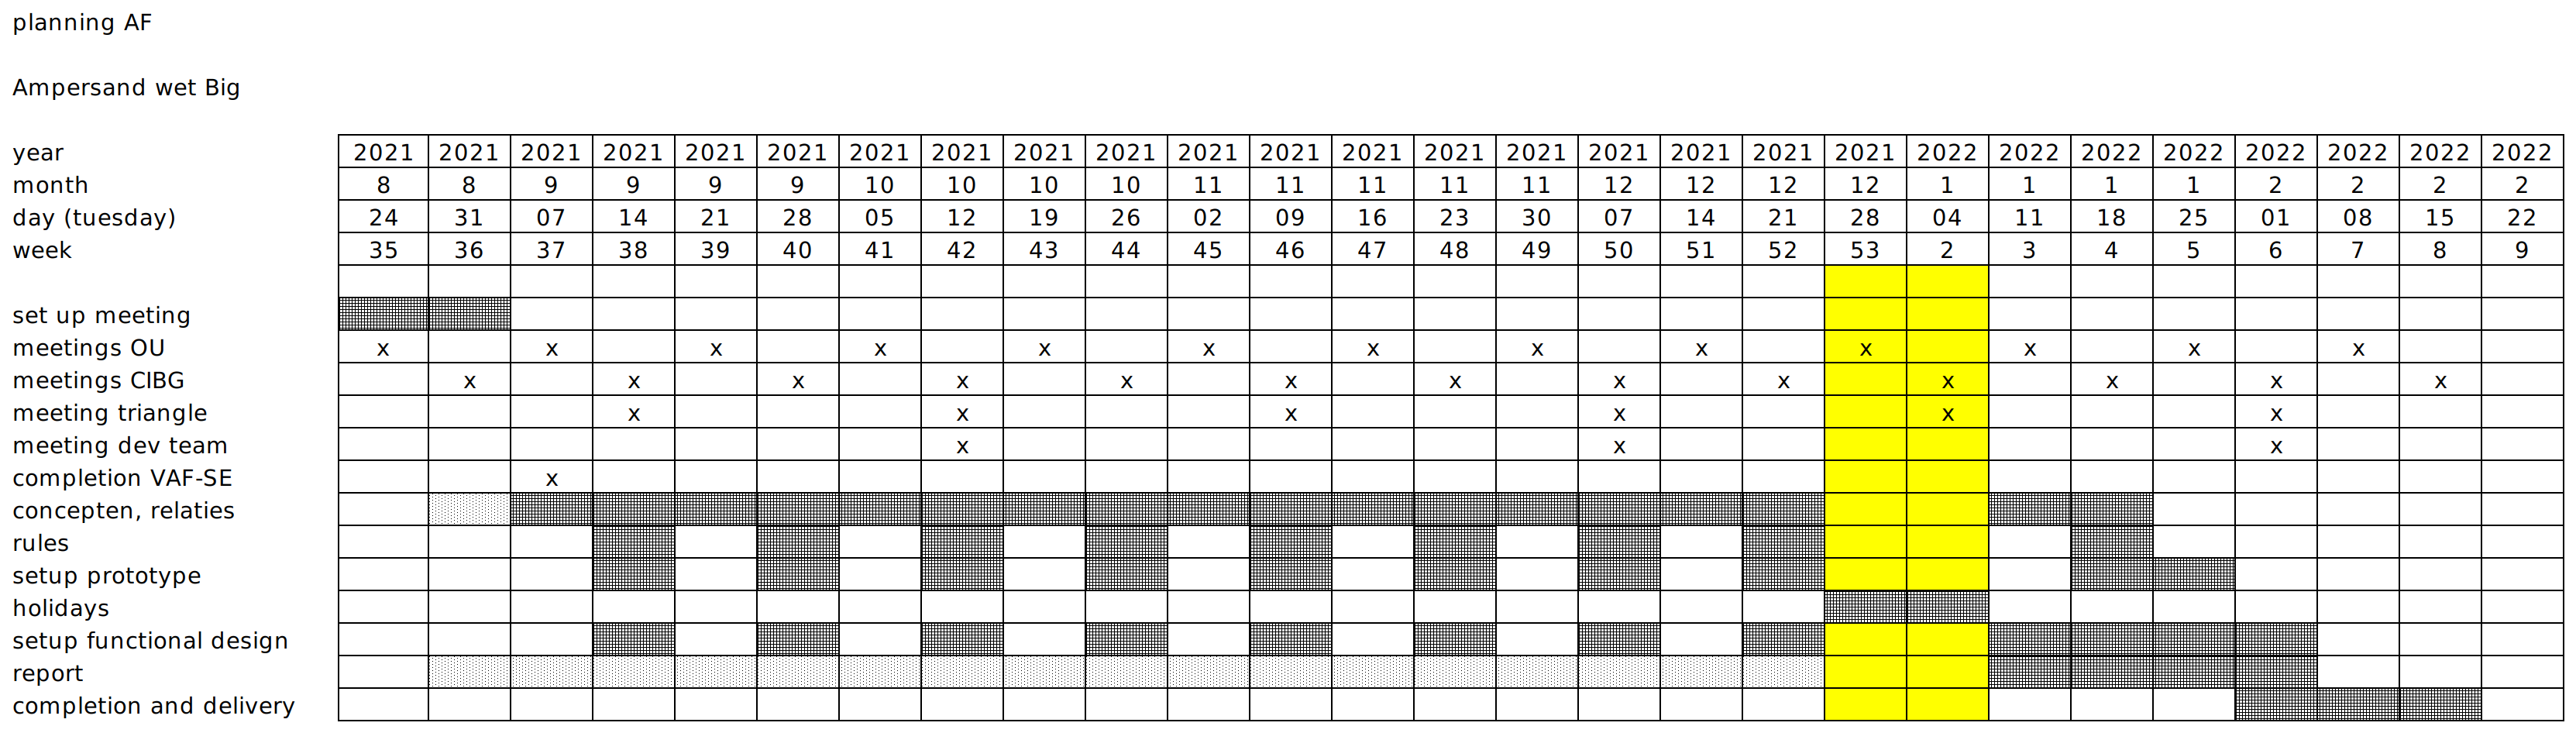 planning AF
Ampersand wet Big
year 2021 2021 2021 2021 2021 2021 2021 2021 2021 2021 2021 2021 2021 2021 2021 2021 2021 2021 2021 2022 2022 2022 2022 2022 2022 2022 2022
month 8 8 9 9 9 9 10 10 10 10 11 11 11 11 11 12 12 12 12 1 1 1 1 2 2 2 2
day (tuesday) 24 31 07 14 21 28 05 12 19 26 02 09 16 23 30 07 14 21 28 04 11 18 25 01 08 15 22
week 35 36 37 38 39 40 41 42 43 44 45 46 47 48 49 50 51 52 53 2 3 4 5 6 7 8 9
set up meeting
meetings OU x x x x x x x x x x x x x
meetings CIBG x x x x x x x x x x x x x
meeting triangle x x x x x x
meeting dev team x x x
completion VAF-SE x
concepten, relaties
rules
setup prototype
holidays
setup functional design
report
completion and delivery